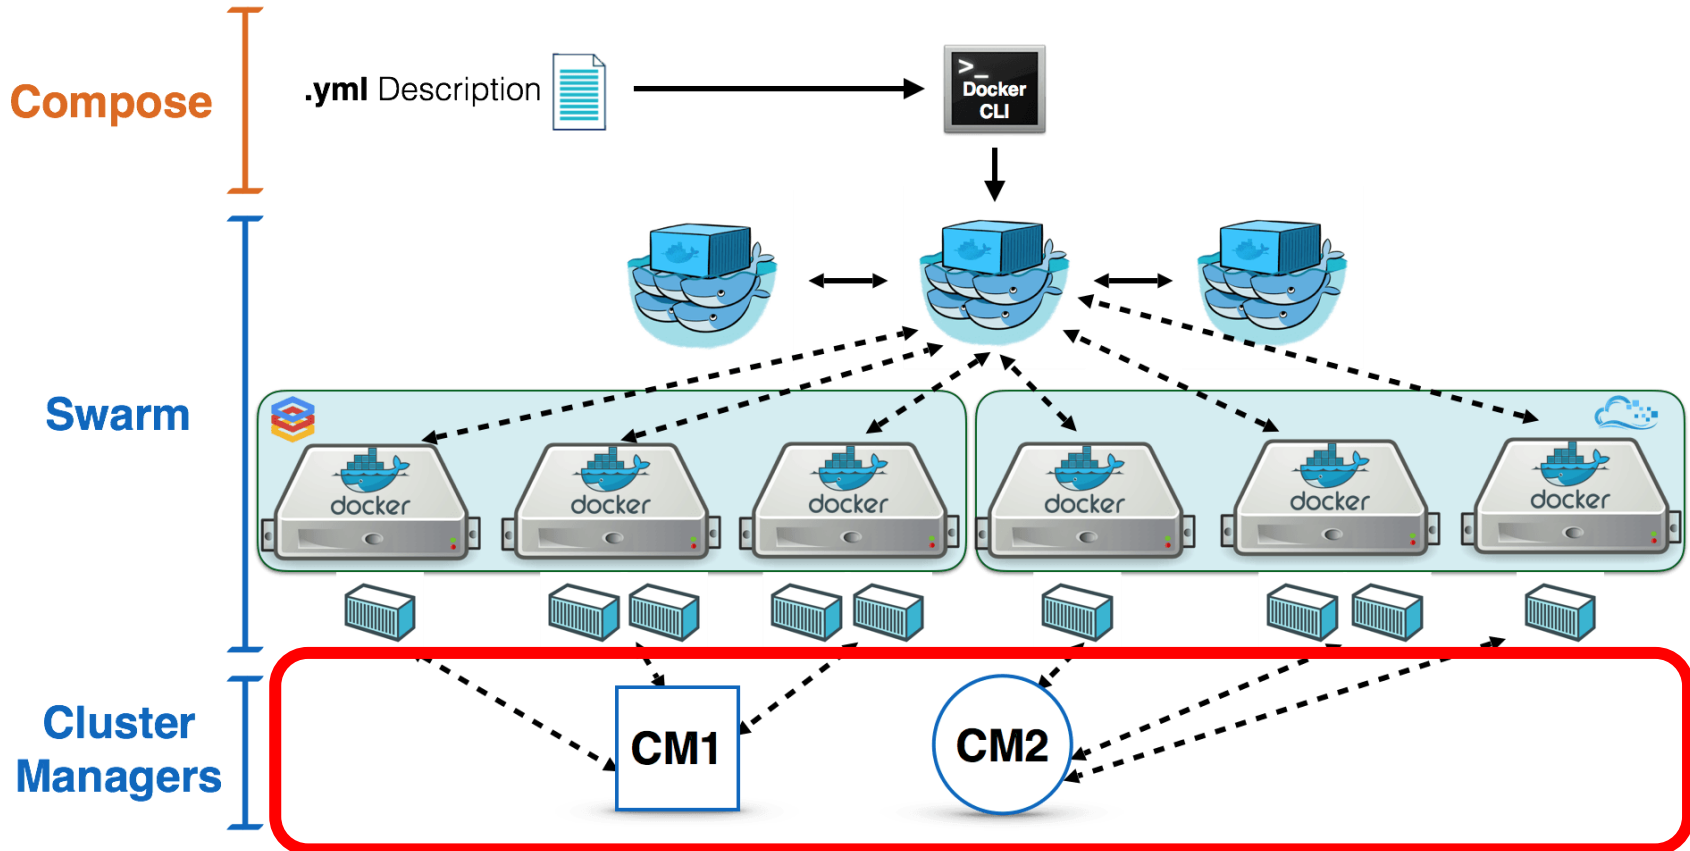 Compose
.yml Description
>_
Docker
CLI
Swarm
docker
docker
docker
docker
docker
docker
Cluster
Managers
CM1
CM2